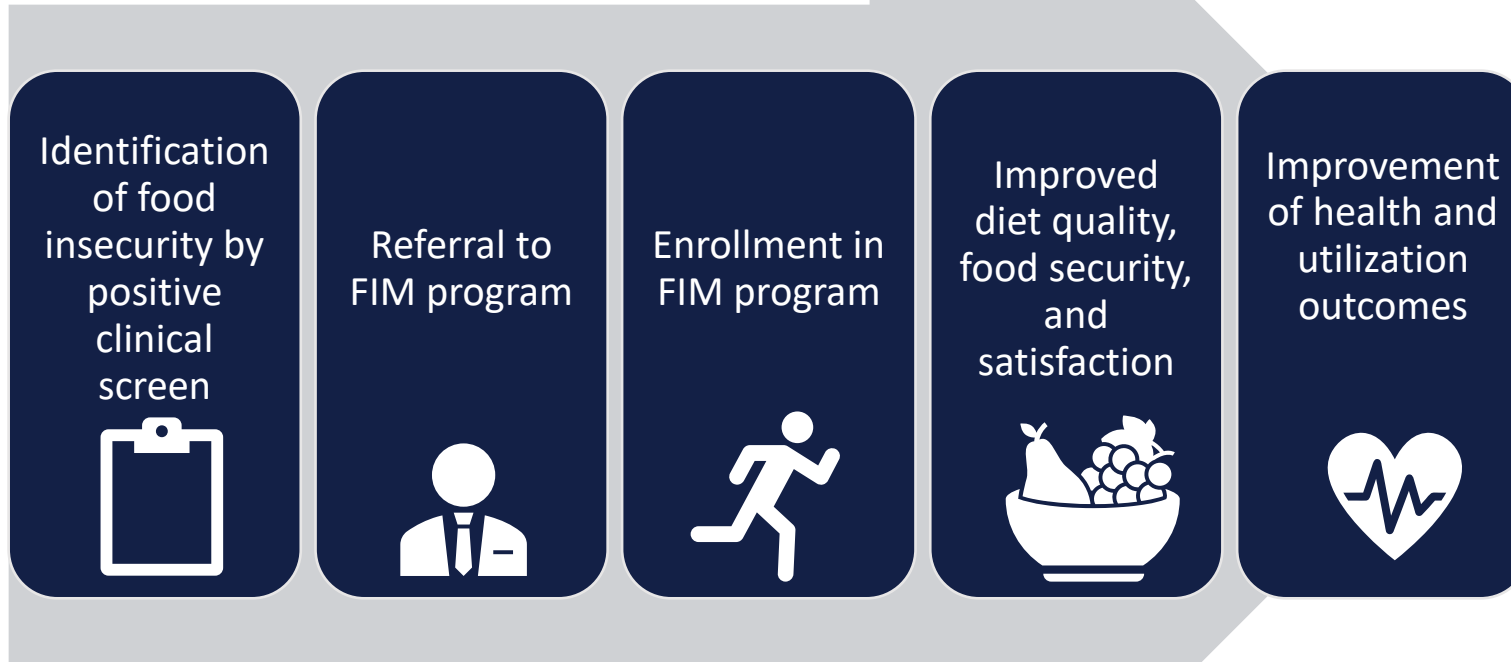 Identification
of food
insecurity by
positive
clinical
screen
Referral to
FIM program
Enrollment in
FIM program
Improved
diet quality,
food security,
and
satisfaction
Improvement
of health and
utilization
outcomes